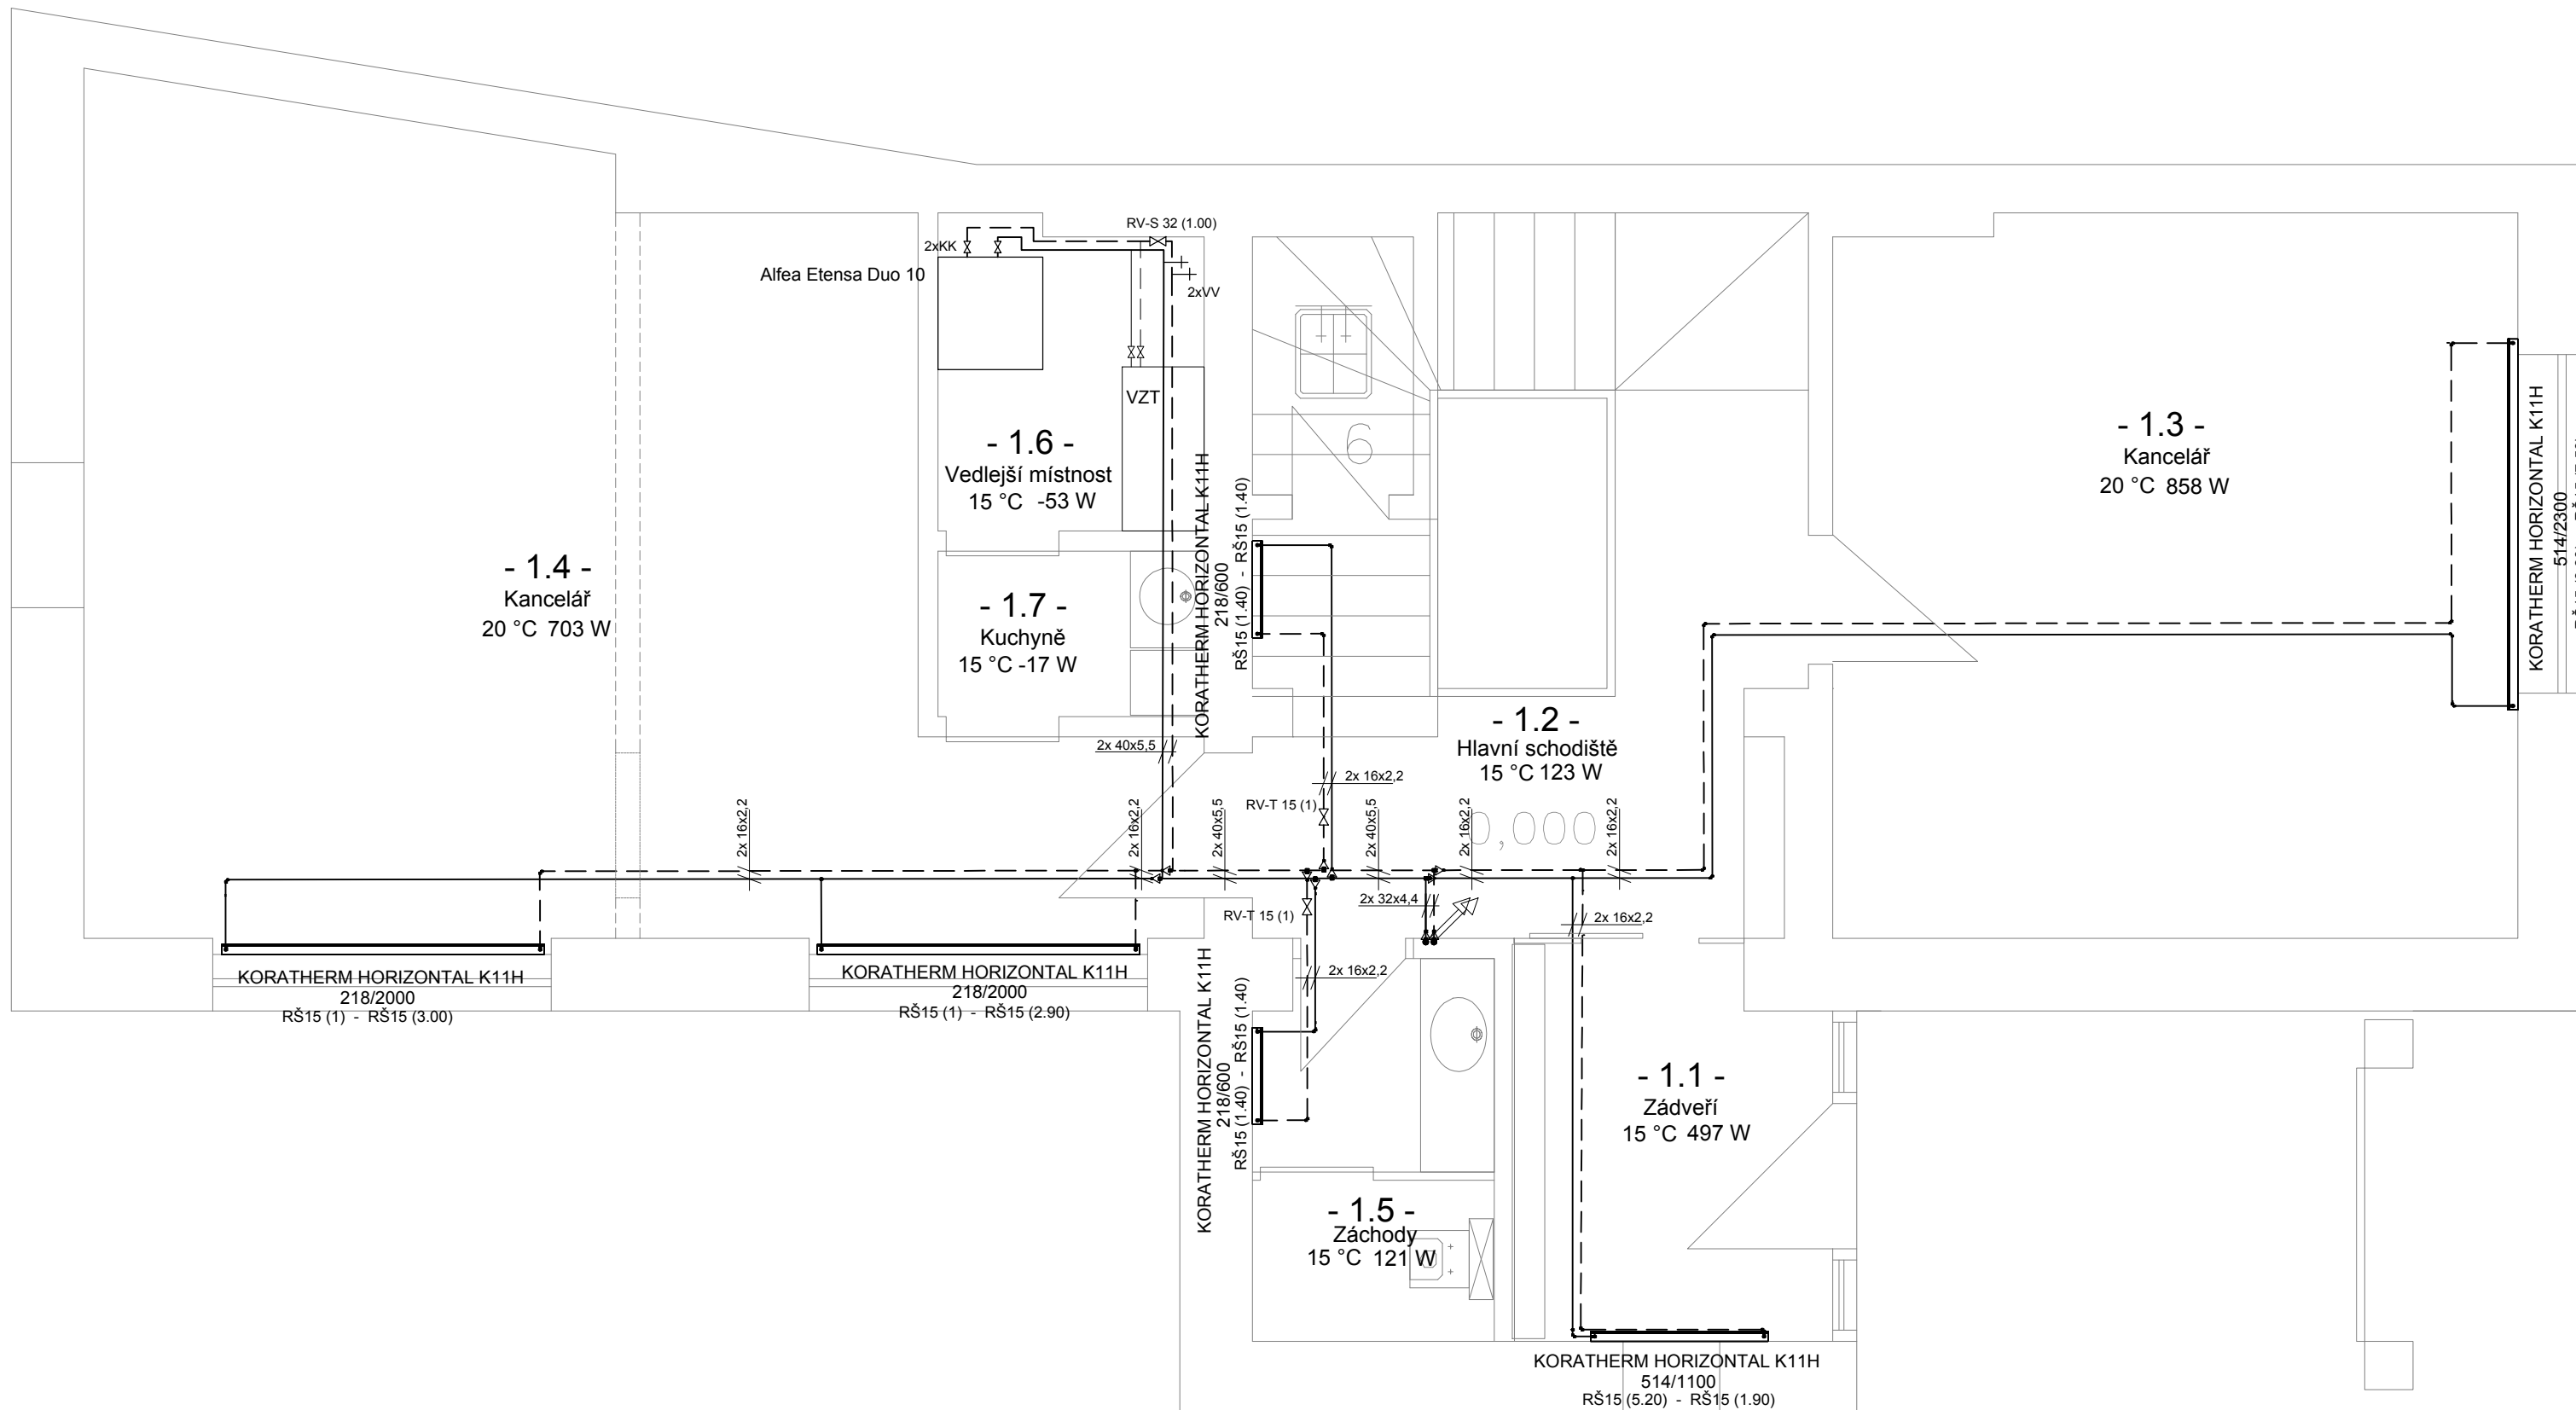 RV-S 32 (1.00)
2xKK
Alfea Etensa Duo 10
2xVV
VZT
- 1.6 -
Vedlejší místnost
15 °C -53 W
- 1.7 -
Kuchyně
15 °C -17 W
- 1.4 -
Kancelář
20 °C 703 W
KORATHERM HORIZONTAL K11H
218/600
RŠ15 (1.40) - RŠ15 (1.40)
6
- 1.3 -
Kancelář
20 °C 858 W
KORATHERM HORIZONTAL K11H
514/2300
- 1.2 -
Hlavní schodiště
15 °C 123 W
0,000
2x 40x5,5
2x 16x2,2
RV-T 15 (1)
2x 16x2,2
2x 16x2,2
2x 40x5,5
2x 40x5,5
2x 16x2,2
2x 16x2,2
2x 32x4,4
RV-T 15 (1)
2x 16x2,2
2x 16x2,2
KORATHERM HORIZONTAL K11H
218/2000
RŠ15 (1) - RŠ15 (3.00)
KORATHERM HORIZONTAL K11H
218/2000
RŠ15 (1) - RŠ15 (2.90)
KORATHERM HORIZONTAL K11H
218/600
RŠ15 (1.40) - RŠ15 (1.40)
- 1.1 -
Zádveří
15 °C 497 W
- 1.5 -
Záchody
15 °C 121 W
KORATHERM HORIZONTAL K11H
514/1100
RŠ15 (5.20) - RŠ15 (1.90)